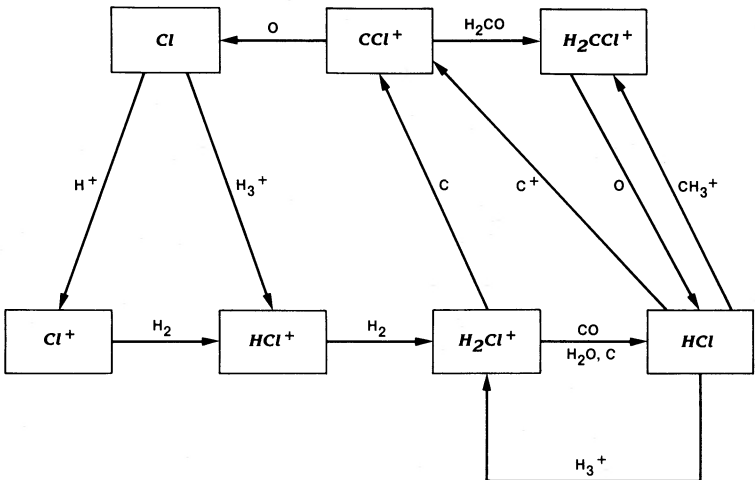 Cl
O
CCl⁺
H₂CO
H₂CCl⁺
H⁺
H₃⁺
C
C⁺
O
CH₃⁺
Cl⁺
H₂
HCl⁺
H₂
H₂Cl⁺
CO
H₂O, C
HCl
H₃⁺